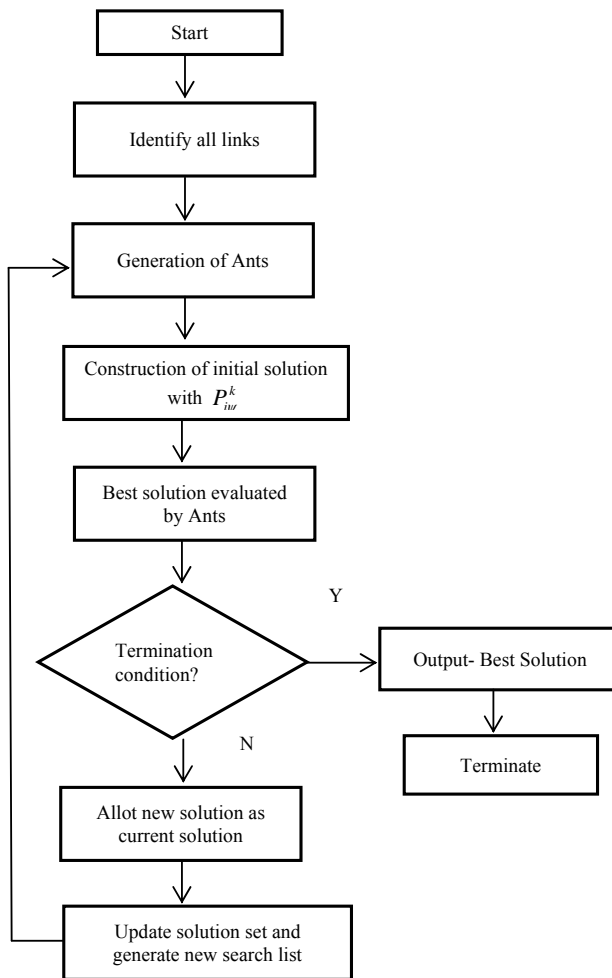 Start
Identify all links
Generation of Ants
Construction of initial solution
with P
Best solution evaluated
by Ants
Termination
condition?
Y
Output- Best Solution
Terminate
N
Allot new solution as
current solution
Update solution set and
generate new search list